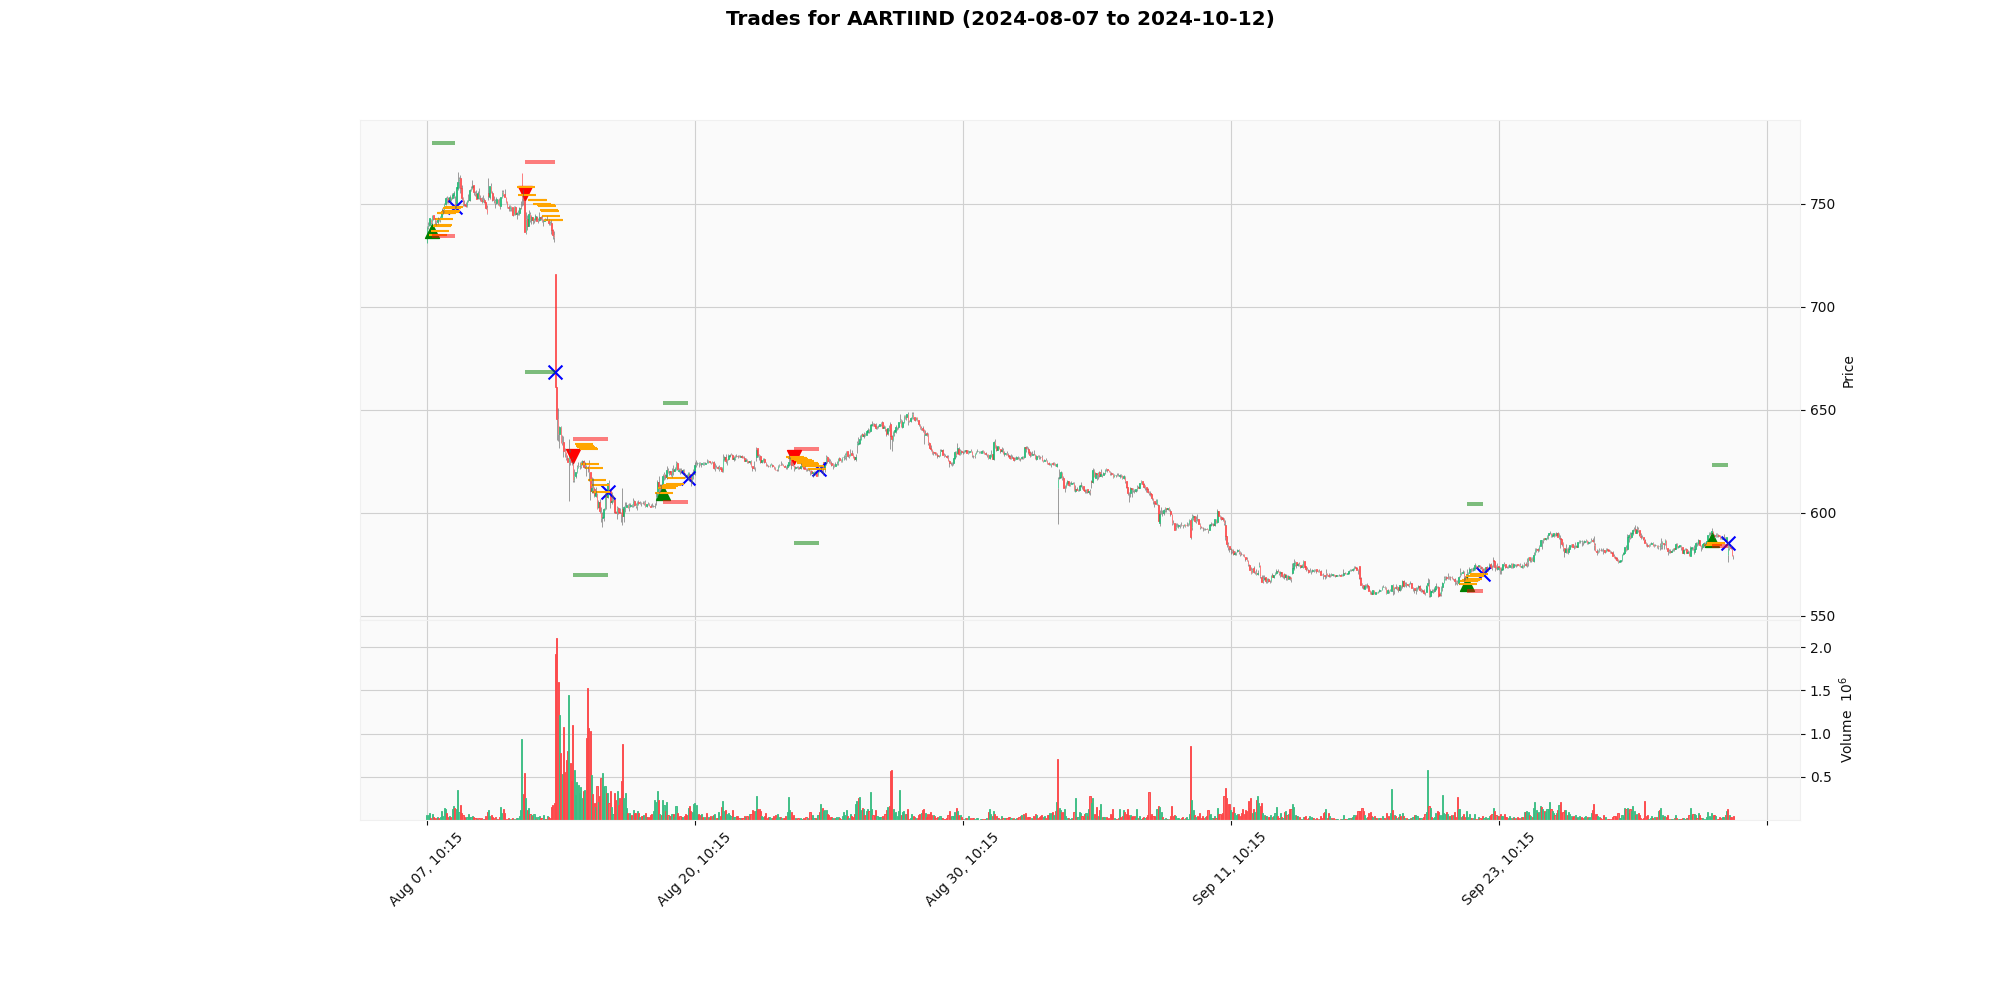 Trades for AARTIIND (2024-08-07 to 2024-10-12)
750
700
650
600
550
Price
2.0
1.5
1.0
0.5
Volume 10^6
Aug 07, 10:15
Aug 20, 10:15
Aug 30, 10:15
Sep 11, 10:15
Sep 23, 10:15